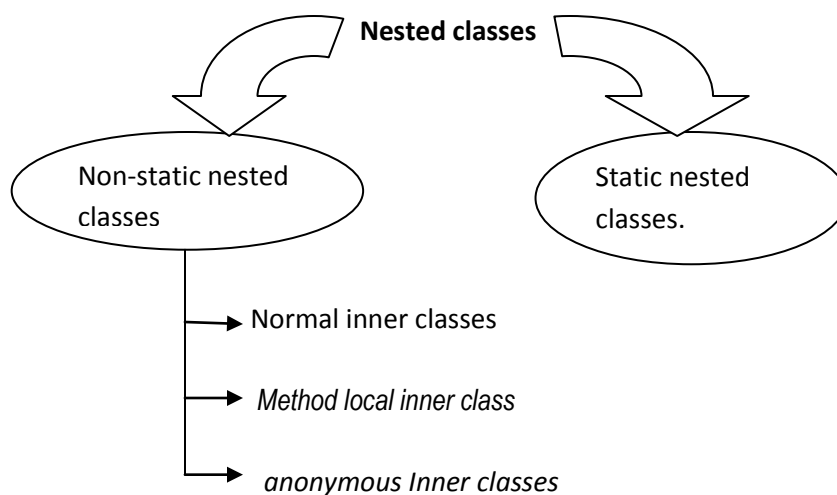 Nested classes
Non-static nested
classes
Static nested
classes.
Normal inner classes
Method local inner class
anonymous Inner classes